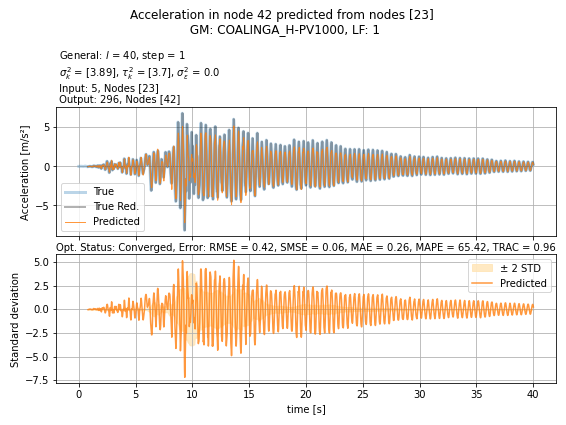 Acceleration in node 42 predicted from nodes [23]
GM: COALINGA_H-PV1000, LF: 1
General: l = 40, step = 1
σ²ₖ = [3.89], τ²ₖ = [3.7], σ²ε = 0.0
Input: 5, Nodes [23]
Output: 296, Nodes [42]
Acceleration [m/s²]
5
0
−5
True
True Red.
Predicted
Opt. Status: Converged, Error: RMSE = 0.42, SMSE = 0.06, MAE = 0.26, MAPE = 65.42, TRAC = 0.96
Standard deviation
5.0
2.5
0.0
−2.5
−5.0
−7.5
± 2 STD
Predicted
0 5 10 15 20 25 30 35 40
time [s]